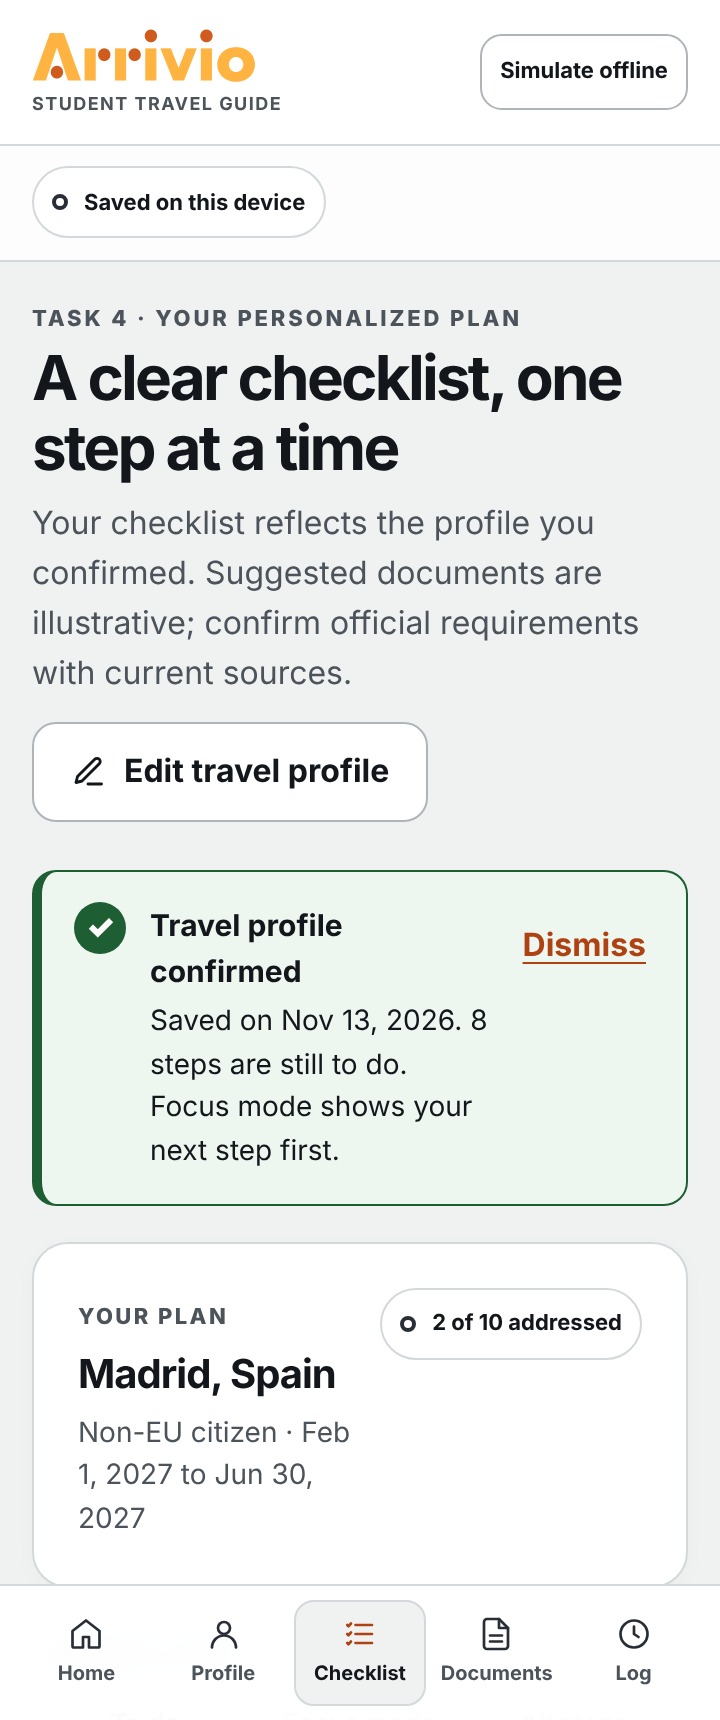 Arrivio
STUDENT TRAVEL GUIDE
Simulate offline
Saved on this device
TASK 4 · YOUR PERSONALIZED PLAN
A clear checklist, one
step at a time
Your checklist reflects the profile you
confirmed. Suggested documents are
illustrative; confirm official requirements
with current sources.
Edit travel profile
Travel profile
confirmed
Dismiss
Saved on Nov 13, 2026. 8
steps are still to do.
Focus mode shows your
next step first.
YOUR PLAN
2 of 10 addressed
Madrid, Spain
Non-EU citizen · Feb
1, 2027 to Jun 30,
2027
Home
Profile
Checklist
Documents
Log